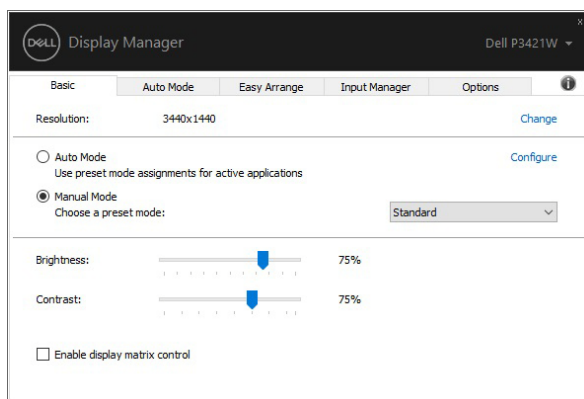 x
DELL Display Manager Dell P3421W
Basic Auto Mode Easy Arrange Input Manager Options i
Resolution: 3440x1440 Change
Auto Mode Configure
Use preset mode assignments for active applications
Manual Mode
Choose a preset mode: Standard
Brightness: 75%
Contrast: 75%
Enable display matrix control